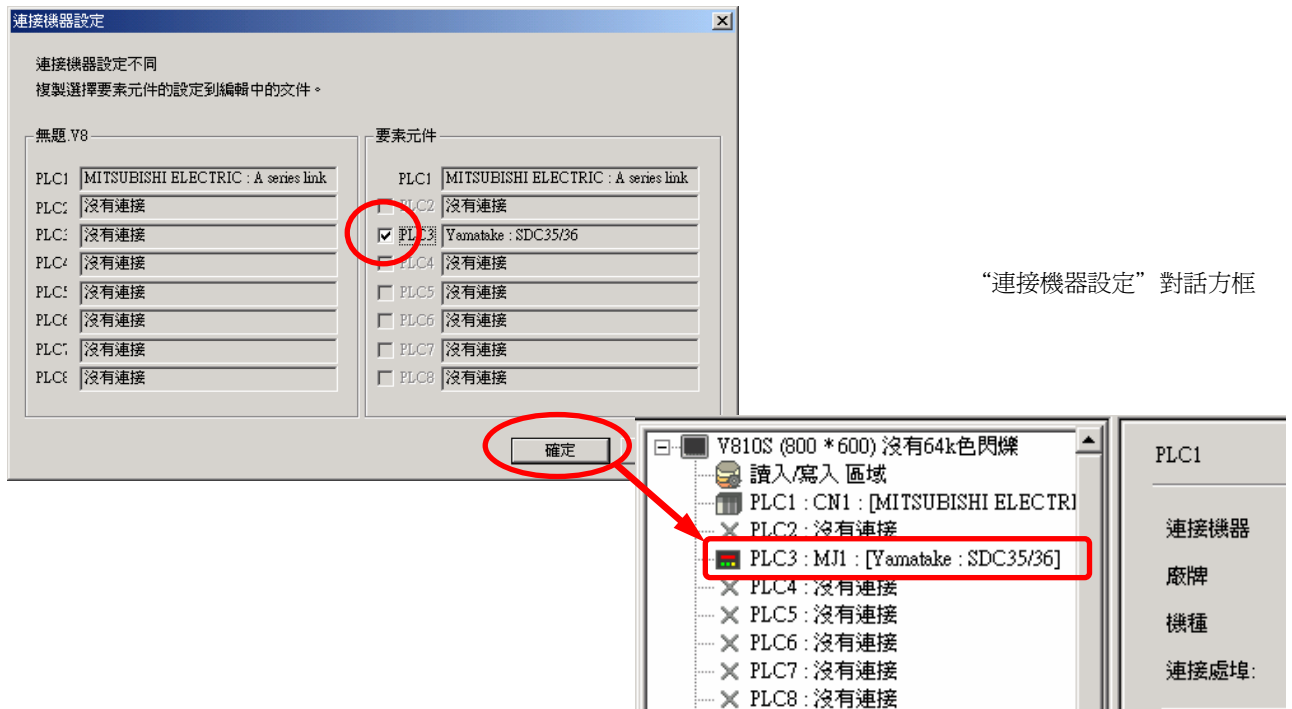 連接機器設定
連接機器設定不同
複製選擇要素元件的設定到編輯中的文件。
無題.V8
PLC1 MITSUBISHI ELECTRIC : A series link
PLC2 沒有連接
PLC3 沒有連接
PLC4 沒有連接
PLC5 沒有連接
PLC6 沒有連接
PLC7 沒有連接
PLC8 沒有連接
要素元件
PLC1 MITSUBISHI ELECTRIC : A series link
PLC2 沒有連接
PLC3 Yamatake : SDC35/36
PLC4 沒有連接
PLC5 沒有連接
PLC6 沒有連接
PLC7 沒有連接
PLC8 沒有連接
確定
“連接機器設定”對話方框
V810S (800 * 600) 沒有64k色閃爍
讀入/寫入 區域
PLC1 : CN1 : [MITSUBISHI ELECTRI
PLC2 : 沒有連接
PLC3 : MJ1 : [Yamatake : SDC35/36]
PLC4 : 沒有連接
PLC5 : 沒有連接
PLC6 : 沒有連接
PLC7 : 沒有連接
PLC8 : 沒有連接
PLC1
連接機器
廠牌
機種
連接處埠: